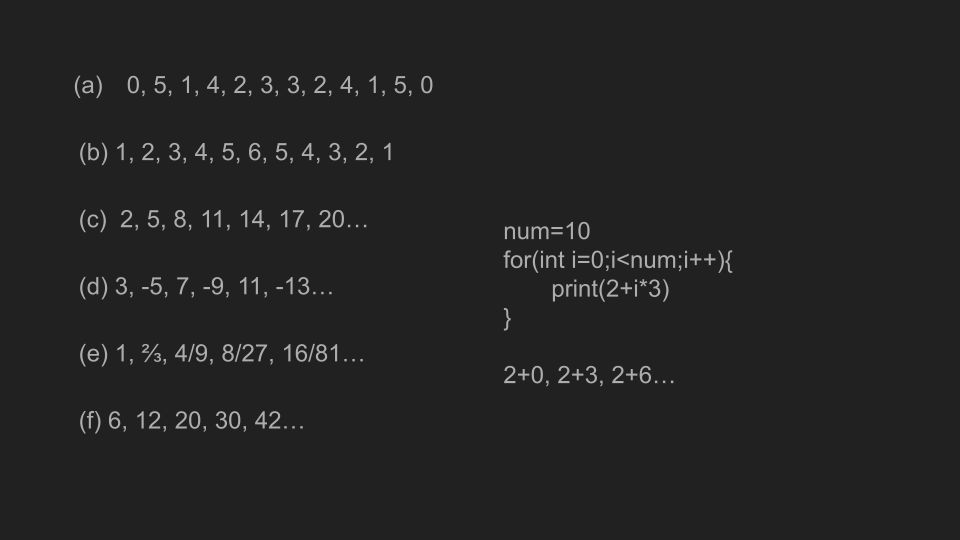 (a) 0, 5, 1, 4, 2, 3, 3, 2, 4, 1, 5, 0
(b) 1, 2, 3, 4, 5, 6, 5, 4, 3, 2, 1
(c) 2, 5, 8, 11, 14, 17, 20…
(d) 3, -5, 7, -9, 11, -13…
(e) 1, ⅔, 4/9, 8/27, 16/81…
(f) 6, 12, 20, 30, 42…
num=10
for(int i=0;i<num;i++){
print(2+i*3)
}
2+0, 2+3, 2+6…